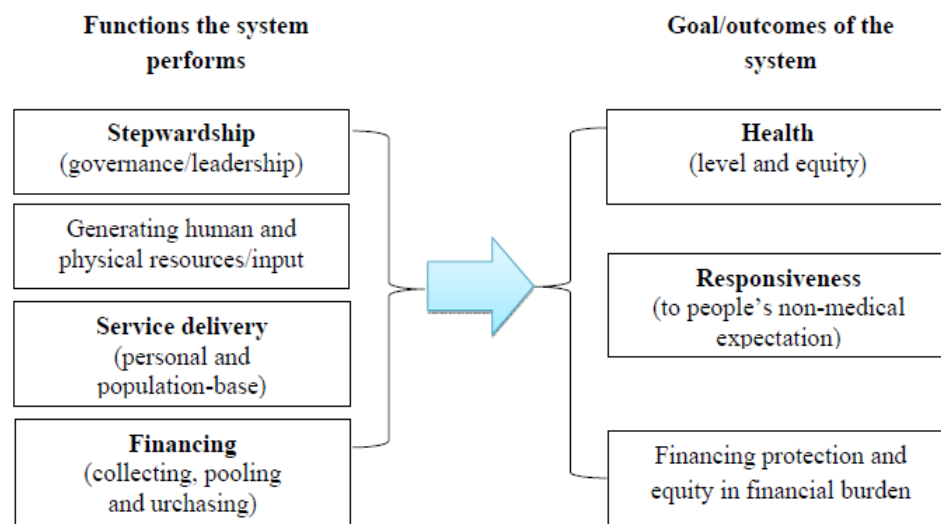 Functions the system
performs
Stepwardship
(governance/leadership)
Generating human and
physical resources/input
Service delivery
(personal and
population-base)
Financing
(collecting, pooling
and urchasing)
Goal/outcomes of the
system
Health
(level and equity)
Responsiveness
(to people’s non-medical
expectation)
Financing protection and
equity in financial burden